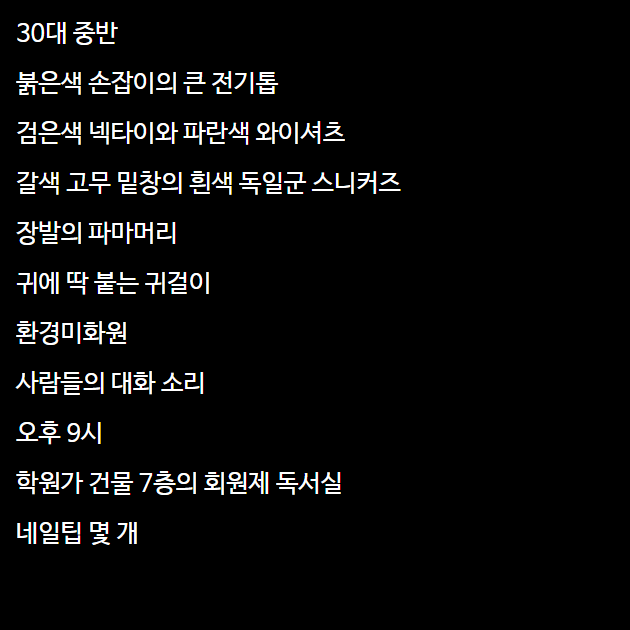 30대 중반
붉은색 손잡이의 큰 전기톱
검은색 넥타이와 파란색 와이셔츠
갈색 고무 밑창의 흰색 독일군 스니커즈
장발의 파마머리
귀에 딱 붙는 귀걸이
환경미화원
사람들의 대화 소리
오후 9시
학원가 건물 7층의 회원제 독서실
네일팁 몇 개